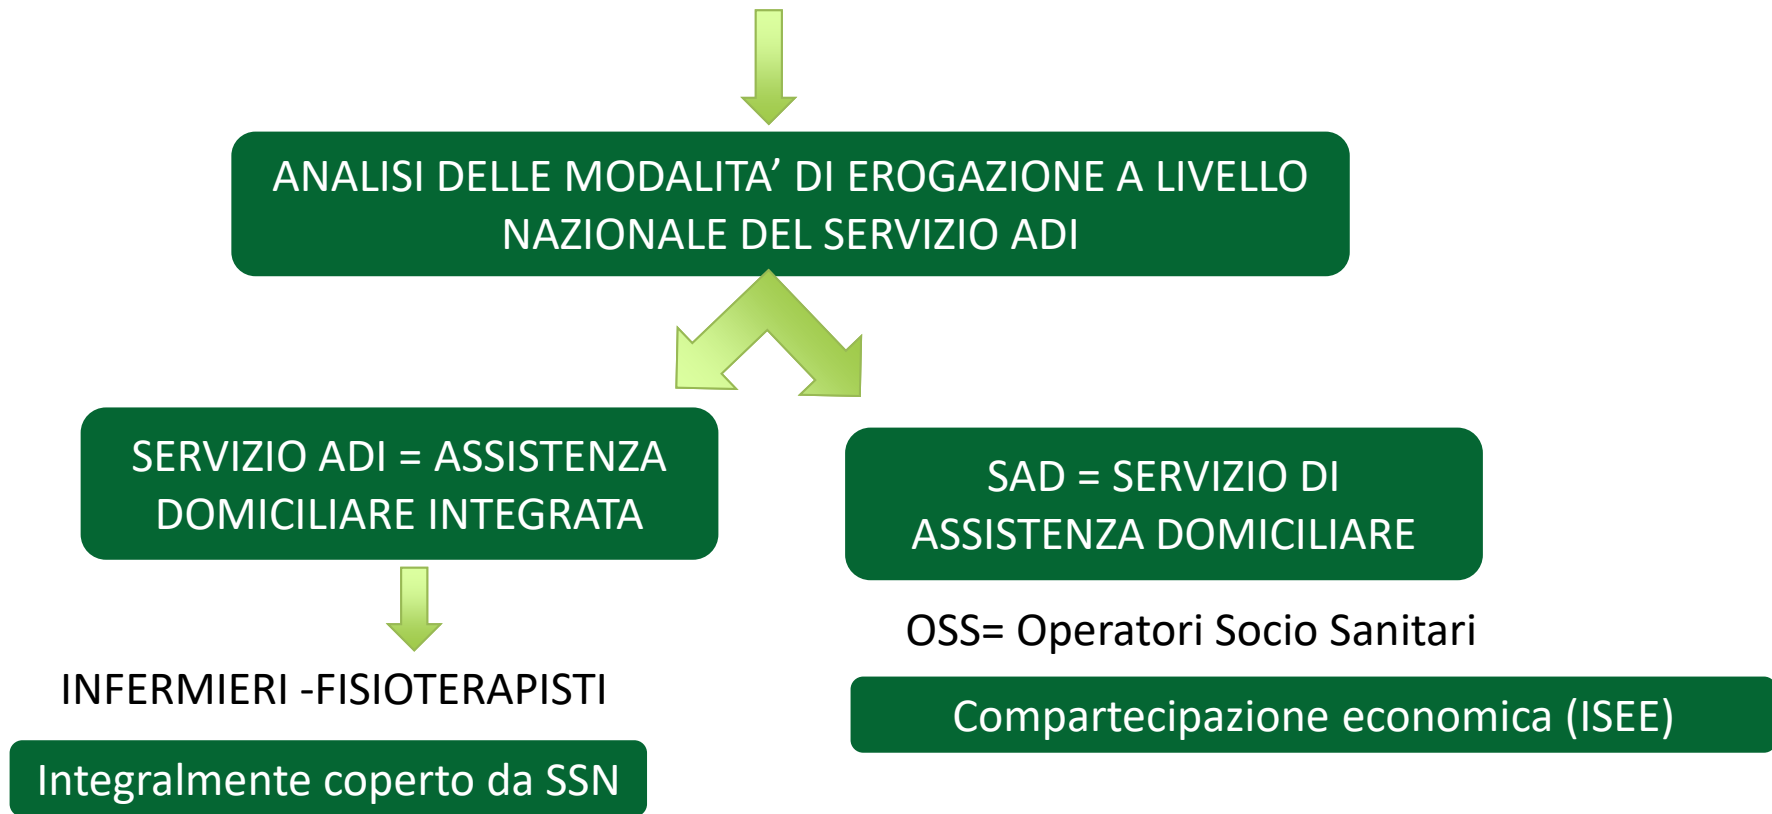 ANALISI DELLE MODALITA’ DI EROGAZIONE A LIVELLO
NAZIONALE DEL SERVIZIO ADI
SERVIZIO ADI = ASSISTENZA
DOMICILIARE INTEGRATA
SAD = SERVIZIO DI
ASSISTENZA DOMICILIARE
INFERMIERI -FISIOTERAPISTI
OSS= Operatori Socio Sanitari
Integralmente coperto da SSN
Compartecipazione economica (ISEE)